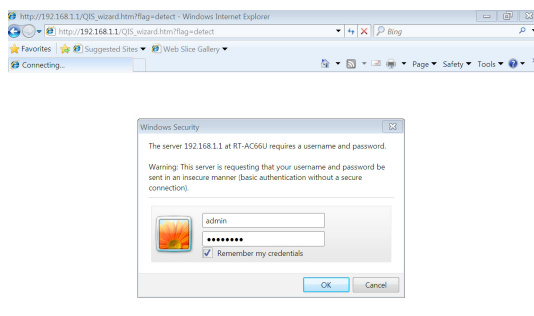 http://192.168.1.1/QIS_wizard.htm?flag=detect - Windows Internet Explorer
http://192.168.1.1/QIS_wizard.htm?flag=detect
Bing
Favorites Suggested Sites Web Slice Gallery
Connecting... Page Safety Tools
Windows Security
The server 192.168.1.1 at RT-AC66U requires a username and password.
Warning: This server is requesting that your username and password be
sent in an insecure manner (basic authentication without a secure
connection).
admin
••••••••
Remember my credentials
OK Cancel